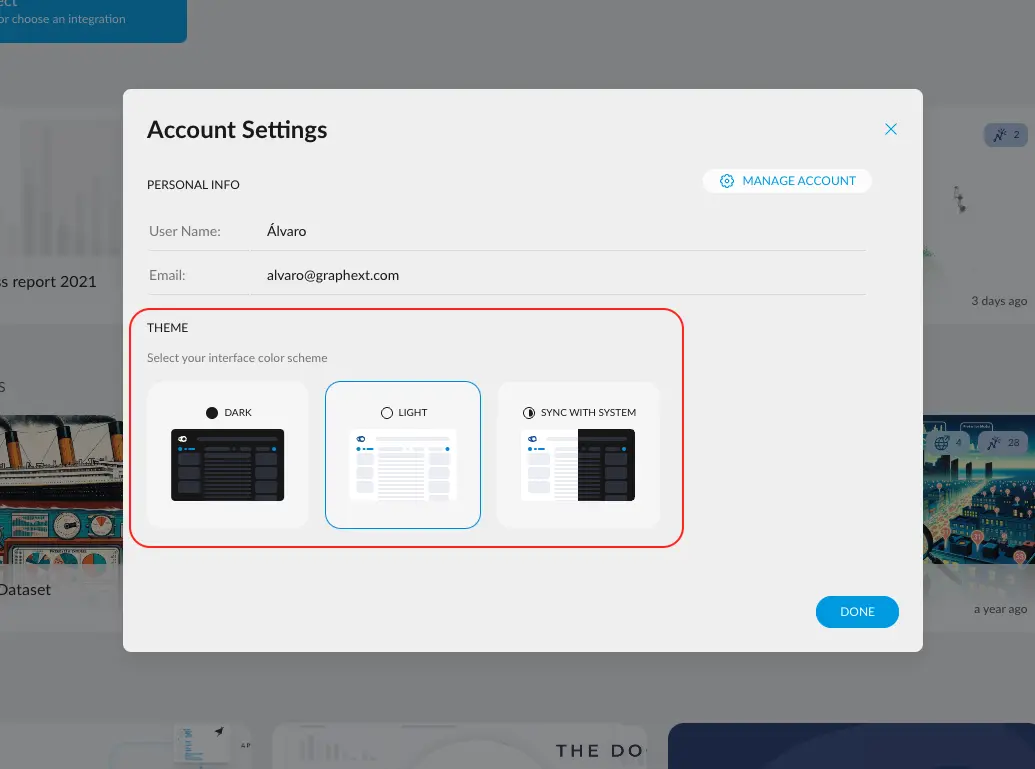 or choose an integration
Account Settings
2
PERSONAL INFO
MANAGE ACCOUNT
User Name:
Álvaro
Email:
alvaro@graphext.com
report 2021
3 days ago
THEME
Select your interface color scheme
DARK
LIGHT
SYNC WITH SYSTEM
4
28
Dataset
a year ago
DONE
AP
THE DO